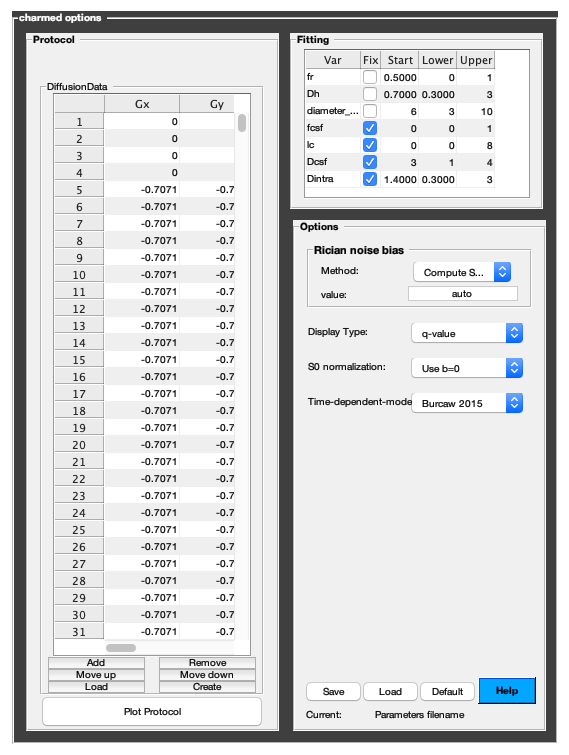 charmed options
Protocol
DiffusionData
Gx Gy
1 0
2 0
3 0
4 0
5 -0.7071 -0.7
6 -0.7071 -0.7
7 -0.7071 -0.7
8 -0.7071 -0.7
9 -0.7071 -0.7
10 -0.7071 -0.7
11 -0.7071 -0.7
12 -0.7071 -0.7
13 -0.7071 -0.7
14 -0.7071 -0.7
15 -0.7071 -0.7
16 -0.7071 -0.7
17 -0.7071 -0.7
18 -0.7071 -0.7
19 -0.7071 -0.7
20 -0.7071 -0.7
21 -0.7071 -0.7
22 -0.7071 -0.7
23 -0.7071 -0.7
24 -0.7071 -0.7
25 -0.7071 -0.7
26 -0.7071 -0.7
27 -0.7071 -0.7
28 -0.7071 -0.7
29 -0.7071 -0.7
30 -0.7071 -0.7
31 -0.7071 -0.7
Add Remove
Move up Move down
Load Create
Plot Protocol
Fitting
Var Fix Start Lower Upper
fr 0.5000 0 1
Dh 0.7000 0.3000 3
diameter_... 6 3 10
fcsf 0 0 1
lc 0 0 8
Dcsf 3 1 4
Dintra 1.4000 0.3000 3
Options
Rician noise bias
Method: Compute S...
value: auto
Display Type: q-value
S0 normalization: Use b=0
Time-dependent-mode Burcaw 2015
Save Load Default Help
Current: Parameters filename